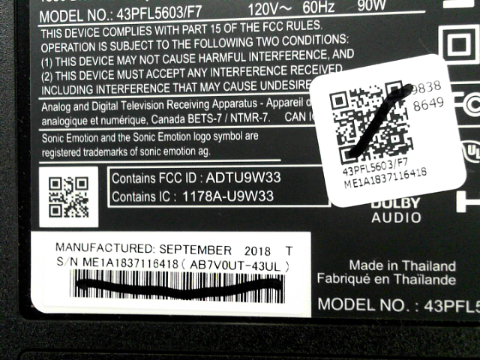 MODEL NO.: 43PFL5603/F7 120V~ 60Hz 90W
THIS DEVICE COMPLIES WITH PART 15 OF THE FCC RULES.
OPERATION IS SUBJECT TO THE FOLLOWING TWO CONDITIONS:
(1) THIS DEVICE MAY NOT CAUSE HARMFUL INTERFERENCE, AND
(2) THIS DEVICE MUST ACCEPT ANY INTERFERENCE RECEIVED,
INCLUDING INTERFERENCE THAT MAY CAUSE UNDESI
Analog and Digital Television Receiving Apparatus - Appareil
analogique et numérique, Canada BETS-7 / NTMR-7. CAN
Sonic Emotion and the Sonic Emotion logo symbol are
registered trademarks of sonic emotion ag.
9838
8649
43PFL5603/F7
ME1A1837116418
UL
DOLBY
AUDIO
Contains FCC ID : ADTU9W33
Contains IC : 1178A-U9W33
MANUFACTURED: SEPTEMBER 2018 T
S/N ME1A1837116418 ( AB7V0UT-43UL )
Made in Thailand
Fabriqué en Thaïlande
MODEL NO. : 43PFL5